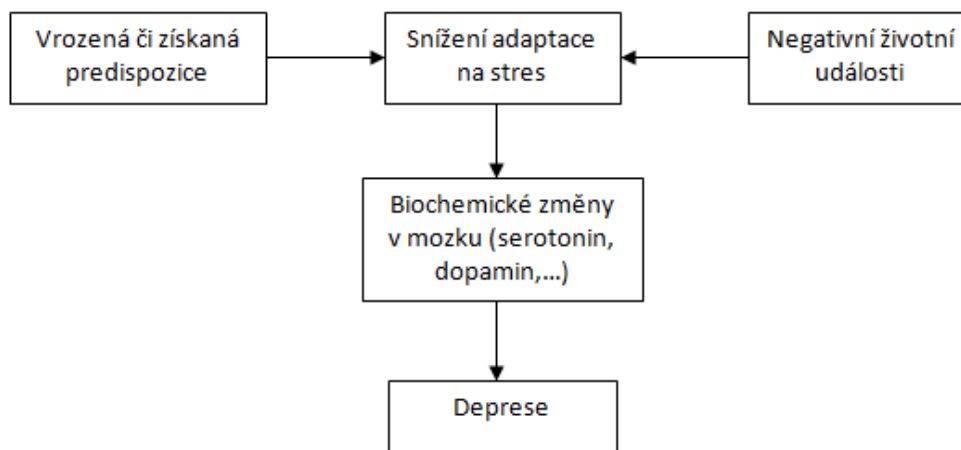 Vrozená či získaná
predispozice
Snížení adaptace
na stres
Negativní životní
události
Biochemické změny
v mozku (serotonin,
dopamin,...)
Deprese